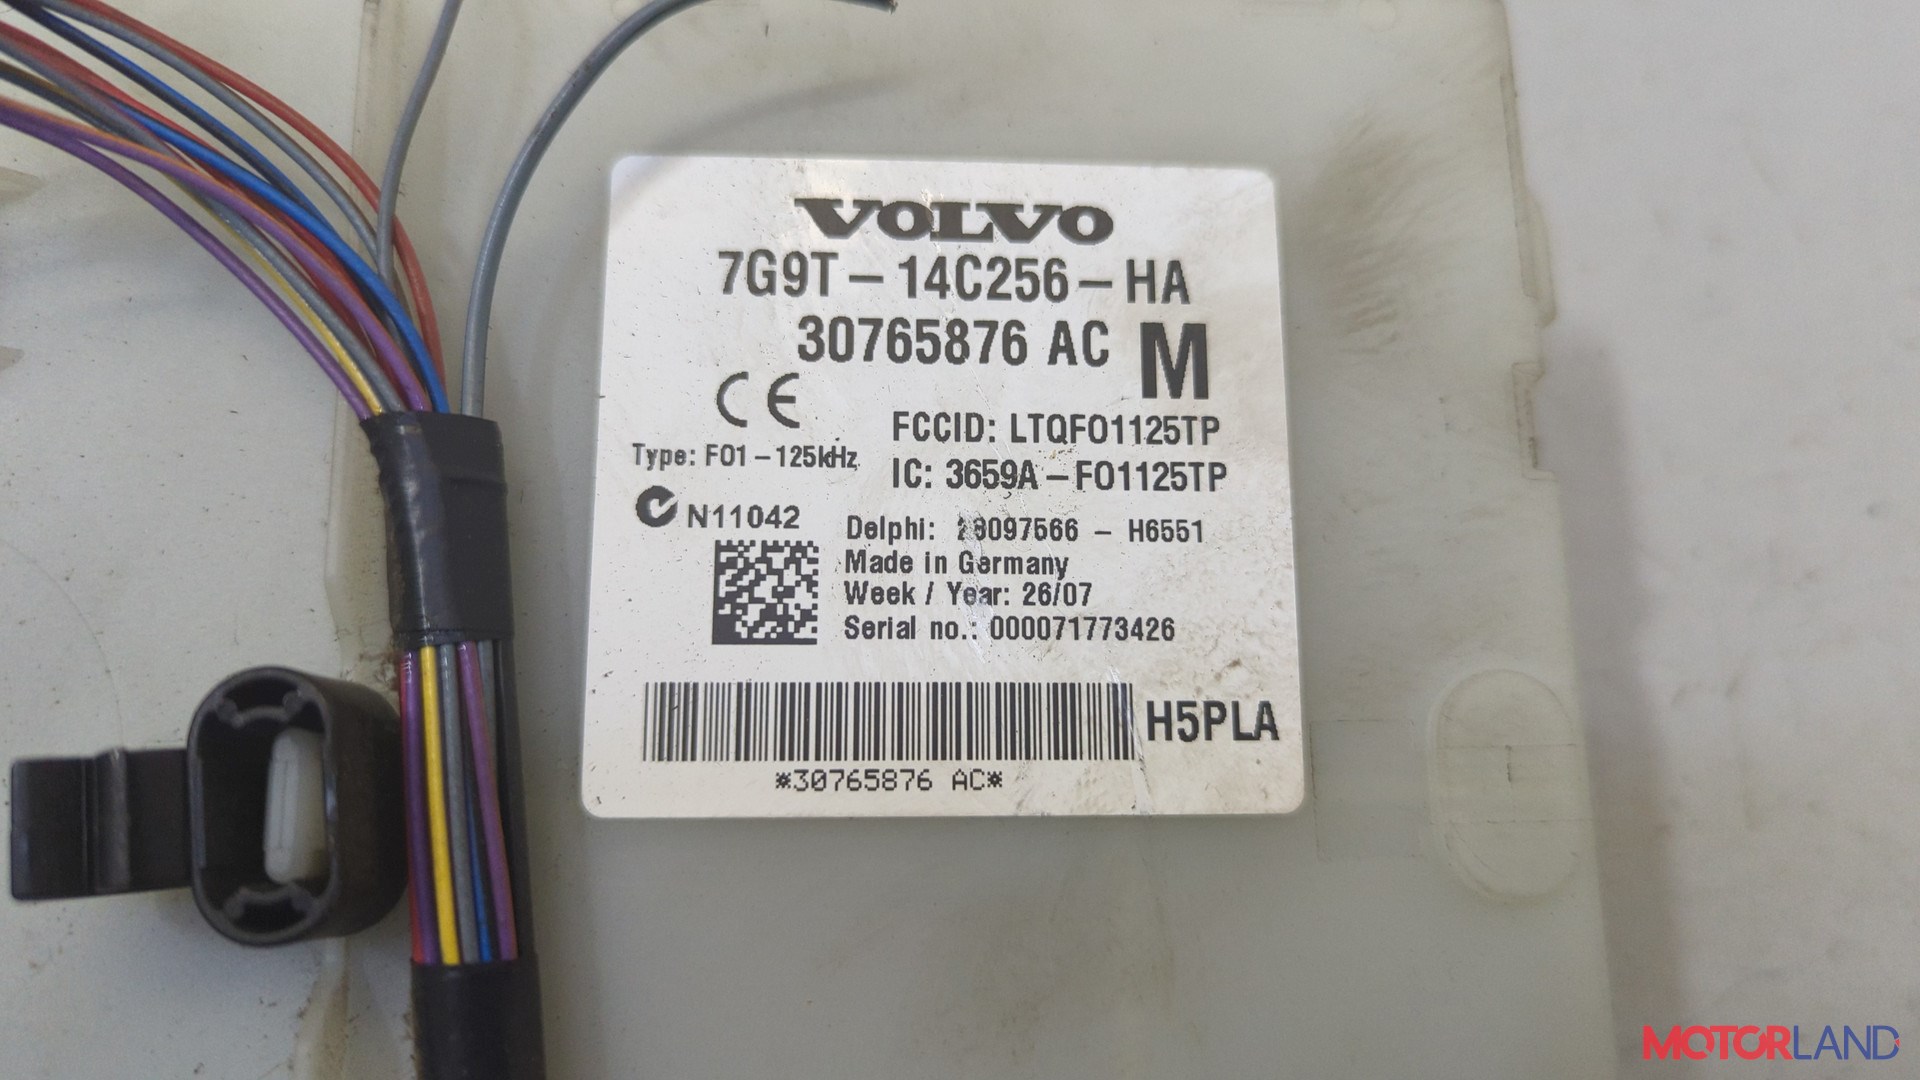 VOLVO
7G9T-14C256-HA
30765876 AC M
CE
FCCID: LTQFO1125TP
Type: FO1-125kHz
IC: 3659A-FO1125TP
N11042
Delphi: 28097566 - H6551
Made in Germany
Week / Year: 26/07
Serial no.: 000071773426
H5PLA
*30765876 AC*
MOTORLAND